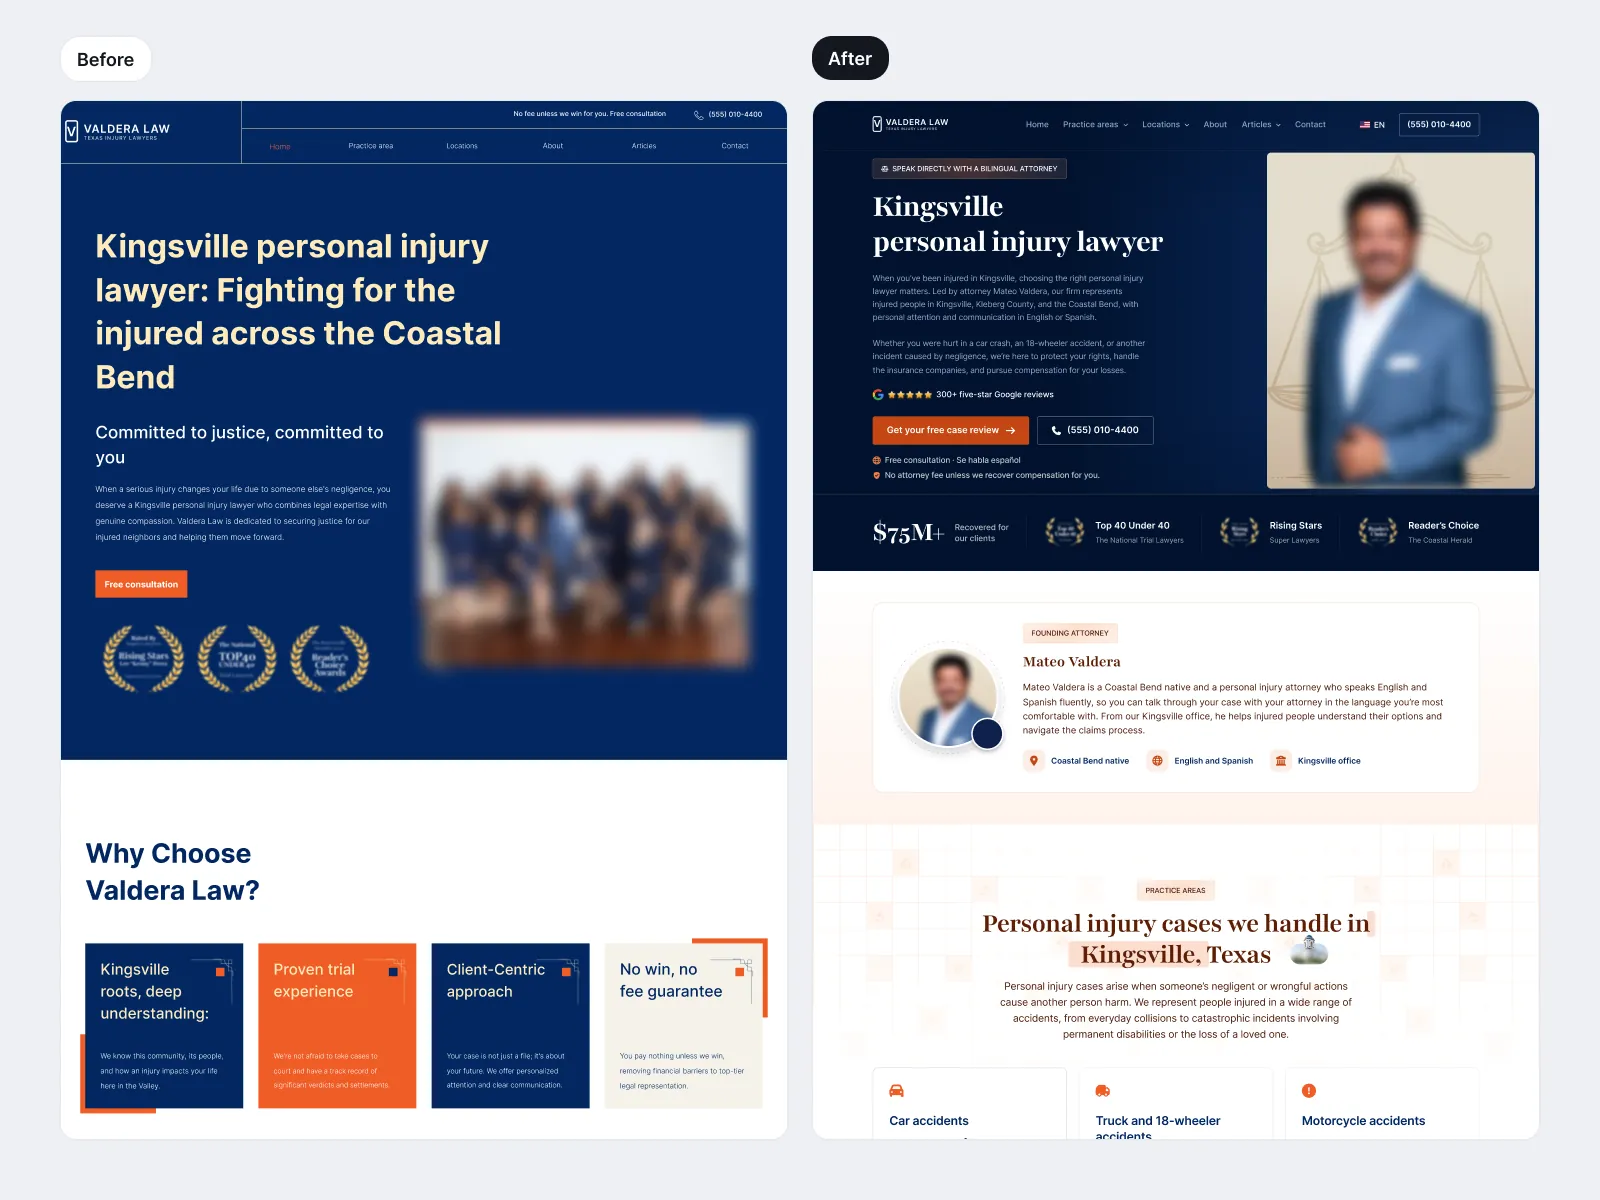 Before
VALDERA LAW
TEXAS INJURY LAWYERS
No fee unless we win for you. Free consultation
(555) 010-4400
Home
Practice area
Locations
About
Articles
Contact
Kingsville personal injury
lawyer: Fighting for the
injured across the Coastal
Bend
Committed to justice, committed to
you
When a serious injury changes your life due to someone else's negligence, you
deserve a Kingsville personal injury lawyer who combines legal expertise with
genuine compassion. Valdera Law is dedicated to securing justice for our
injured neighbors and helping them move forward.
Free consultation
Rated By
Rising Stars
The National
TOP40
UNDER 40
Trial Lawyers
Reader's
Choice
Awards
Why Choose
Valdera Law?
Kingsville
roots, deep
understanding:
We know this community, its people,
and how an injury impacts your life
here in the Valley.
Proven trial
experience
We're not afraid to take cases to
court and have a track record of
significant verdicts and settlements.
Client-Centric
approach
Your case is not just a file; it's about
your future. We offer personalized
attention and clear communication.
No win, no
fee guarantee
You pay nothing unless we win,
removing financial barriers to top-tier
legal representation.
After
VALDERA LAW
TEXAS INJURY LAWYERS
Home
Practice areas
Locations
About
Articles
Contact
EN
(555) 010-4400
SPEAK DIRECTLY WITH A BILINGUAL ATTORNEY
Kingsville
personal injury lawyer
When you've been injured in Kingsville, choosing the right personal injury
lawyer matters. Led by attorney Mateo Valdera, our firm represents
injured people in Kingsville, Kleberg County, and the Coastal Bend, with
personal attention and communication in English or Spanish.
Whether you were hurt in a car crash, an 18-wheeler accident, or another
incident caused by negligence, we're here to protect your rights, handle
the insurance companies, and pursue compensation for your losses.
300+ five-star Google reviews
Get your free case review
(555) 010-4400
Free consultation · Se habla español
No attorney fee unless we recover compensation for you.
$75M+
Recovered for
our clients
Top 40 Under 40
The National Trial Lawyers
Rising Stars
Super Lawyers
Reader's Choice
The Coastal Herald
FOUNDING ATTORNEY
Mateo Valdera
Mateo Valdera is a Coastal Bend native and a personal injury attorney who speaks English and
Spanish fluently, so you can talk through your case with your attorney in the language you're most
comfortable with. From our Kingsville office, he helps injured people understand their options and
navigate the claims process.
Coastal Bend native
English and Spanish
Kingsville office
PRACTICE AREAS
Personal injury cases we handle in
Kingsville, Texas
Personal injury cases arise when someone's negligent or wrongful actions
cause another person harm. We represent people injured in a wide range of
accidents, from everyday collisions to catastrophic incidents involving
permanent disabilities or the loss of a loved one.
Car accidents
Truck and 18-wheeler
accidents
Motorcycle accidents